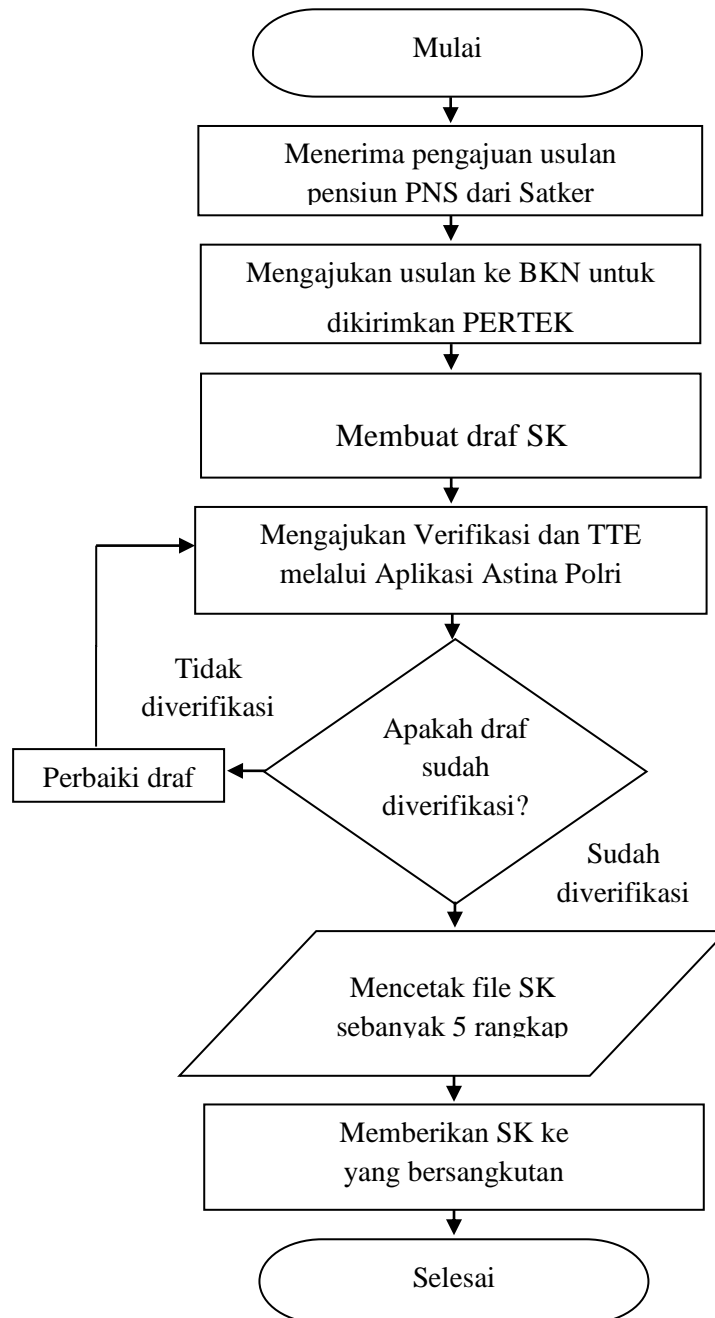 Mulai
Menerima pengajuan usulan
pensiun PNS dari Satker
Mengajukan usulan ke BKN untuk
dikirimkan PERTEK
Membuat draf SK
Mengajukan Verifikasi dan TTE
melalui Aplikasi Astina Polri
Tidak
diverifikasi
Apakah draf
sudah
diverifikasi?
Perbaiki draf
Sudah
diverifikasi
Mencetak file SK
sebanyak 5 rangkap
Memberikan SK ke
yang bersangkutan
Selesai